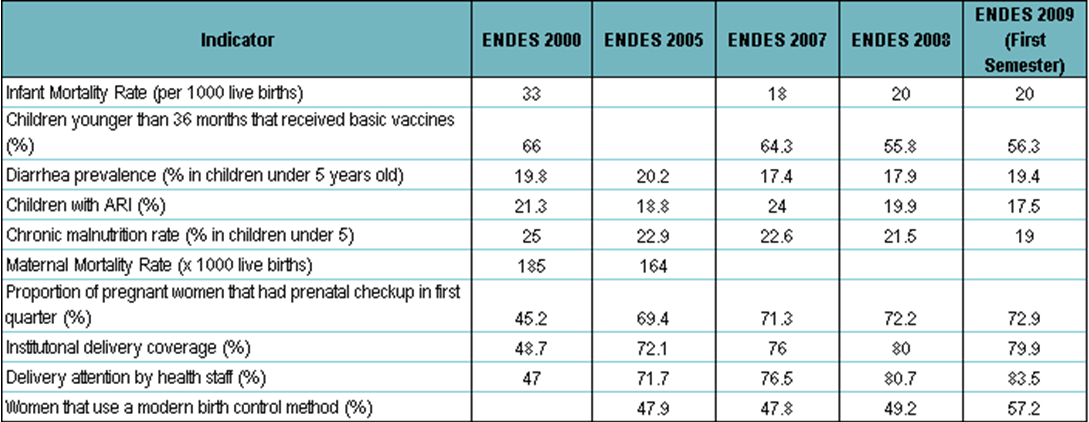 Indicator ENDES 2000 ENDES 2005 ENDES 2007 ENDES 2008 ENDES 2009 (First Semester)
Infant Mortality Rate (per 1000 live births) 33 18 20 20
Children younger than 36 months that received basic vaccines
(%) 66 64.3 55.8 56.3
Diarrhea prevalence (% in children under 5 years old) 19.8 20.2 17.4 17.9 19.4
Children with ARI (%) 21.3 18.8 24 19.9 17.5
Chronic malnutrition rate (% in children under 5) 25 22.9 22.6 21.5 19
Maternal Mortality Rate (x 1000 live births) 185 164
Proportion of pregnant women that had prenatal checkup in first
quarter (%) 45.2 69.4 71.3 72.2 72.9
Institutonal delivery coverage (%) 48.7 72.1 76 80 79.9
Delivery attention by health staff (%) 47 71.7 76.5 80.7 83.5
Women that use a modern birth control method (%) 47.9 47.8 49.2 57.2